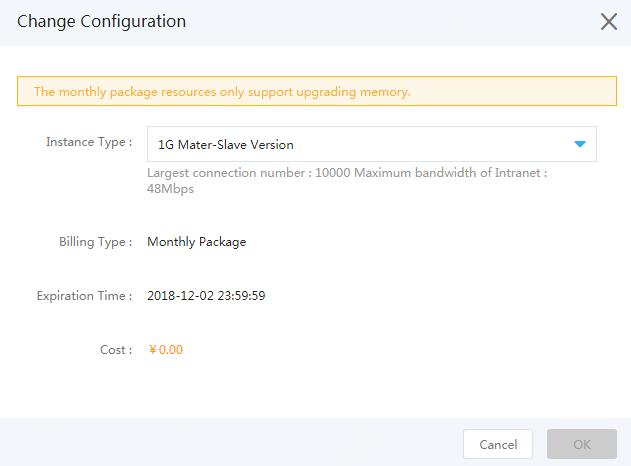 Change Configuration
The monthly package resources only support upgrading memory.
Instance Type : 1G Mater-Slave Version
Largest connection number : 10000 Maximum bandwidth of Intranet :
48Mbps
Billing Type : Monthly Package
Expiration Time : 2018-12-02 23:59:59
Cost : ¥0.00
Cancel OK